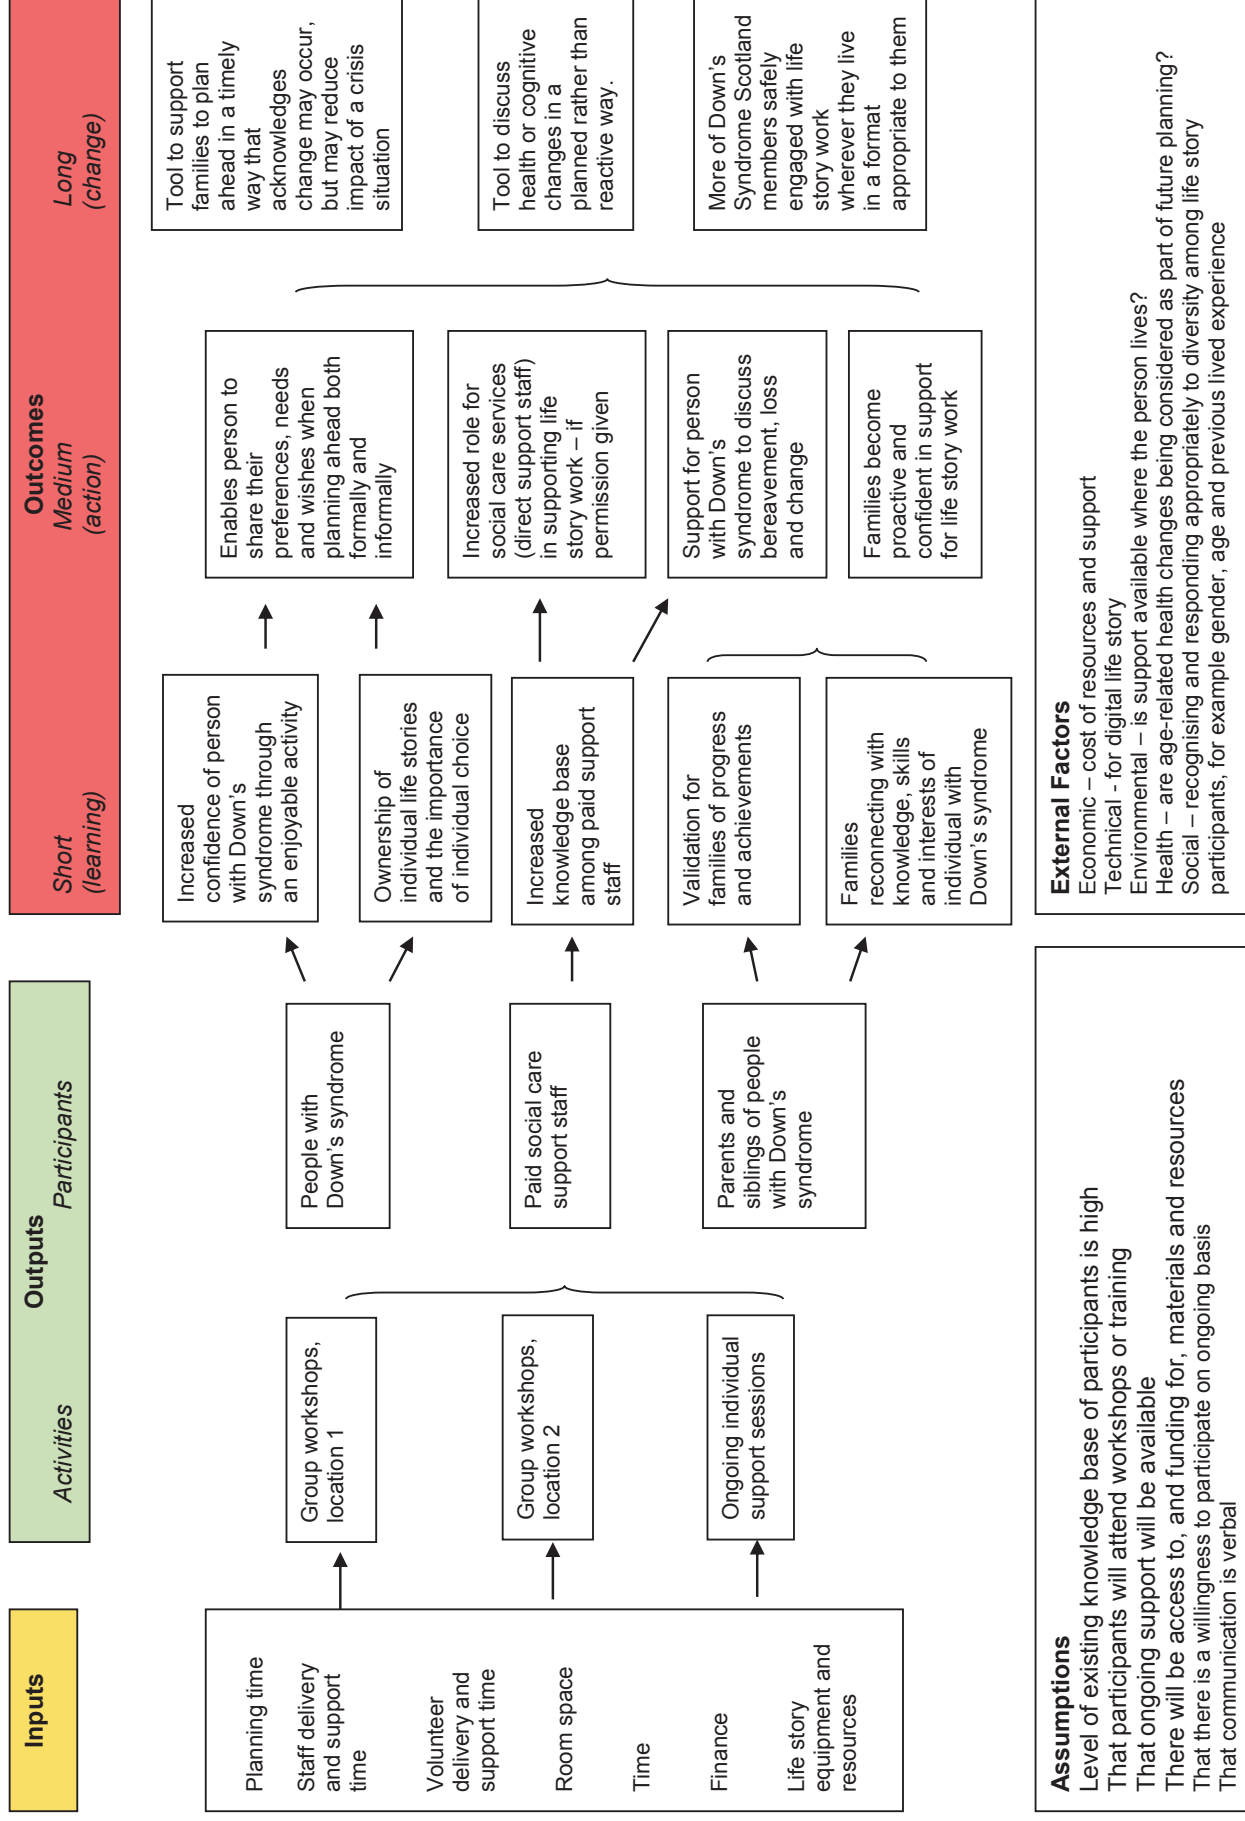 Inputs
Outputs
Activities
Participants
Outcomes
Short
(learning)
Medium
(action)
Long
(change)
Planning time
Staff delivery
and support
time
Volunteer
delivery and
support time
Room space
Time
Finance
Life story
equipment and
resources
Group workshops,
location 1
Group workshops,
location 2
Ongoing individual
support sessions
People with
Down's syndrome
Paid social care
support staff
Parents and
siblings of people
with Down's
syndrome
Increased
confidence of person
with Down's
syndrome through
an enjoyable activity
Ownership of
individual life stories
and the importance
of individual choice
Increased
knowledge base
among paid support
staff
Validation for
families of progress
and achievements
Families
reconnecting with
knowledge, skills
and interests of
individual with
Down's syndrome
Enables person to
share their
preferences, needs
and wishes when
planning ahead both
formally and
informally
Increased role for
social care services
(direct support staff)
in supporting life
story work – if
permission given
Support for person
with Down's
syndrome to discuss
bereavement, loss
and change
Families become
proactive and
confident in support
for life story work
Tool to support
families to plan
ahead in a timely
way that
acknowledges
change may occur,
but may reduce
impact of a crisis
situation
Tool to discuss
health or cognitive
changes in a
planned rather than
reactive way.
More of Down's
Syndrome Scotland
members safely
engaged with life
story work
wherever they live
in a format
appropriate to them
Assumptions
Level of existing knowledge base of participants is high
That participants will attend workshops or training
That ongoing support will be available
There will be access to, and funding for, materials and resources
That there is a willingness to participate on ongoing basis
That communication is verbal
External Factors
Economic – cost of resources and support
Technical - for digital life story
Environmental – is support available where the person lives?
Health – are age-related health changes being considered as part of future planning?
Social – recognising and responding appropriately to diversity among life story
participants, for example gender, age and previous lived experience